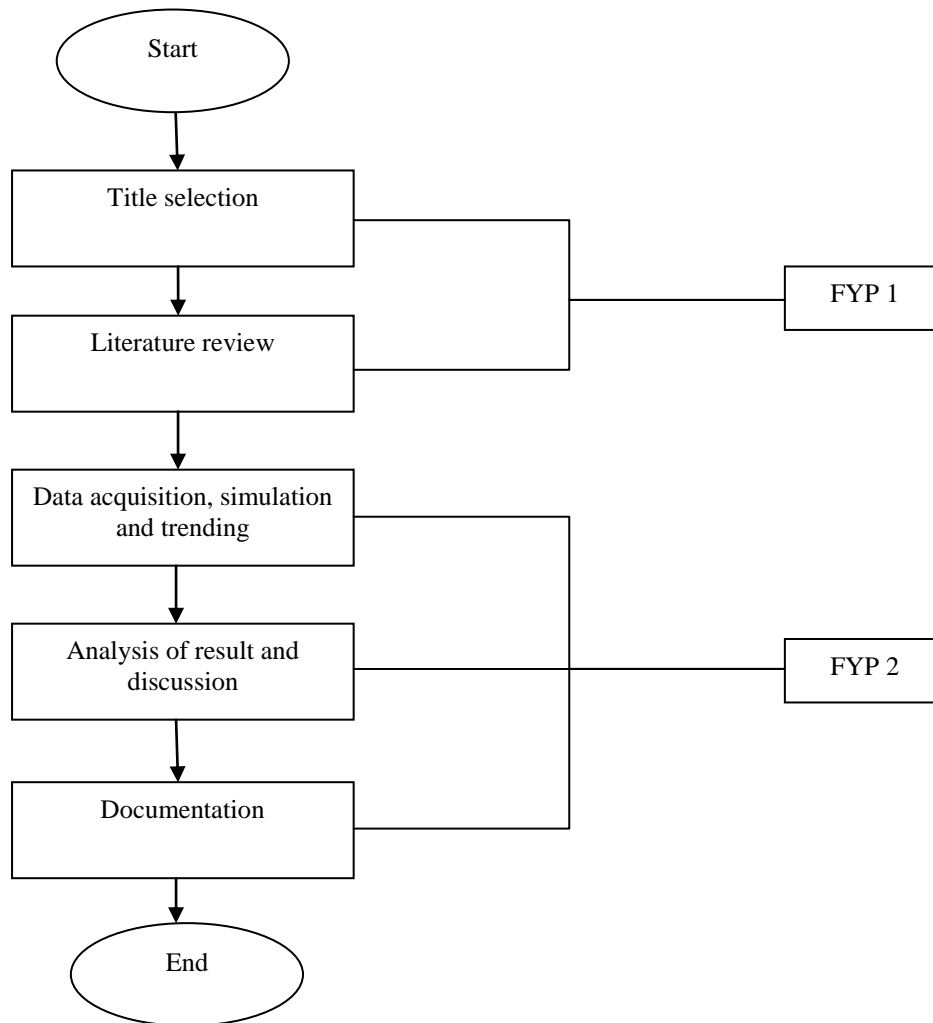 Start
Title selection
FYP 1
Literature review
Data acquisition, simulation
and trending
Analysis of result and
discussion
FYP 2
Documentation
End